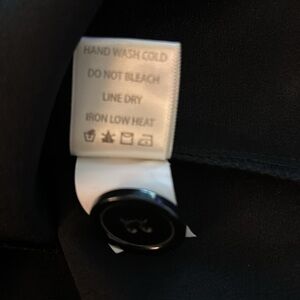 HAND WASH COLD
DO NOT BLEACH
LINE DRY
IRON LOW HEAT